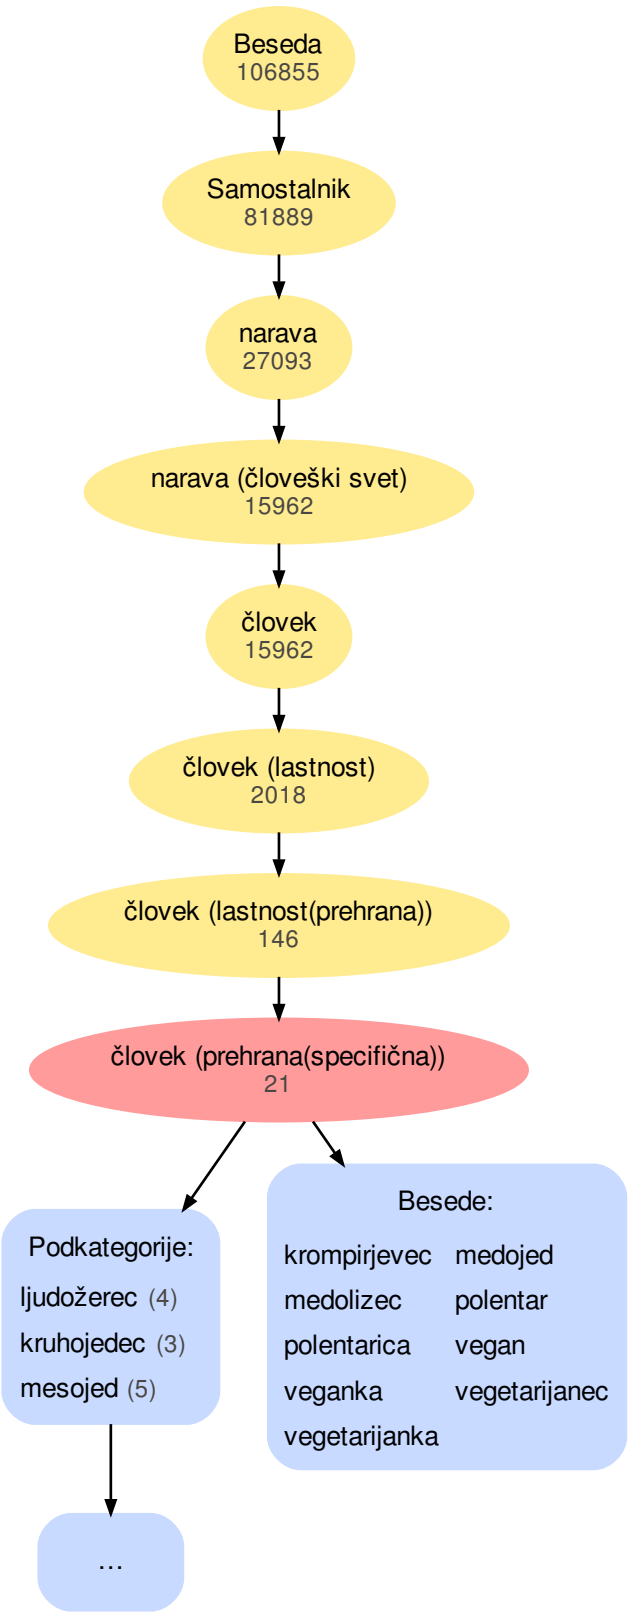 Beseda
106855
Samostalnik
81889
narava
27093
narava (človeški svet)
15962
človek
15962
človek (lastnost)
2018
človek (lastnost(prehrana))
146
človek (prehrana(specifična))
21
Podkategorije:
ljudožerec (4)
kruhojedec (3)
mesojed (5)
...
Besede:
krompirjevec medojed
medolizec polentar
polentarica vegan
veganka vegetarijanec
vegetarijanka